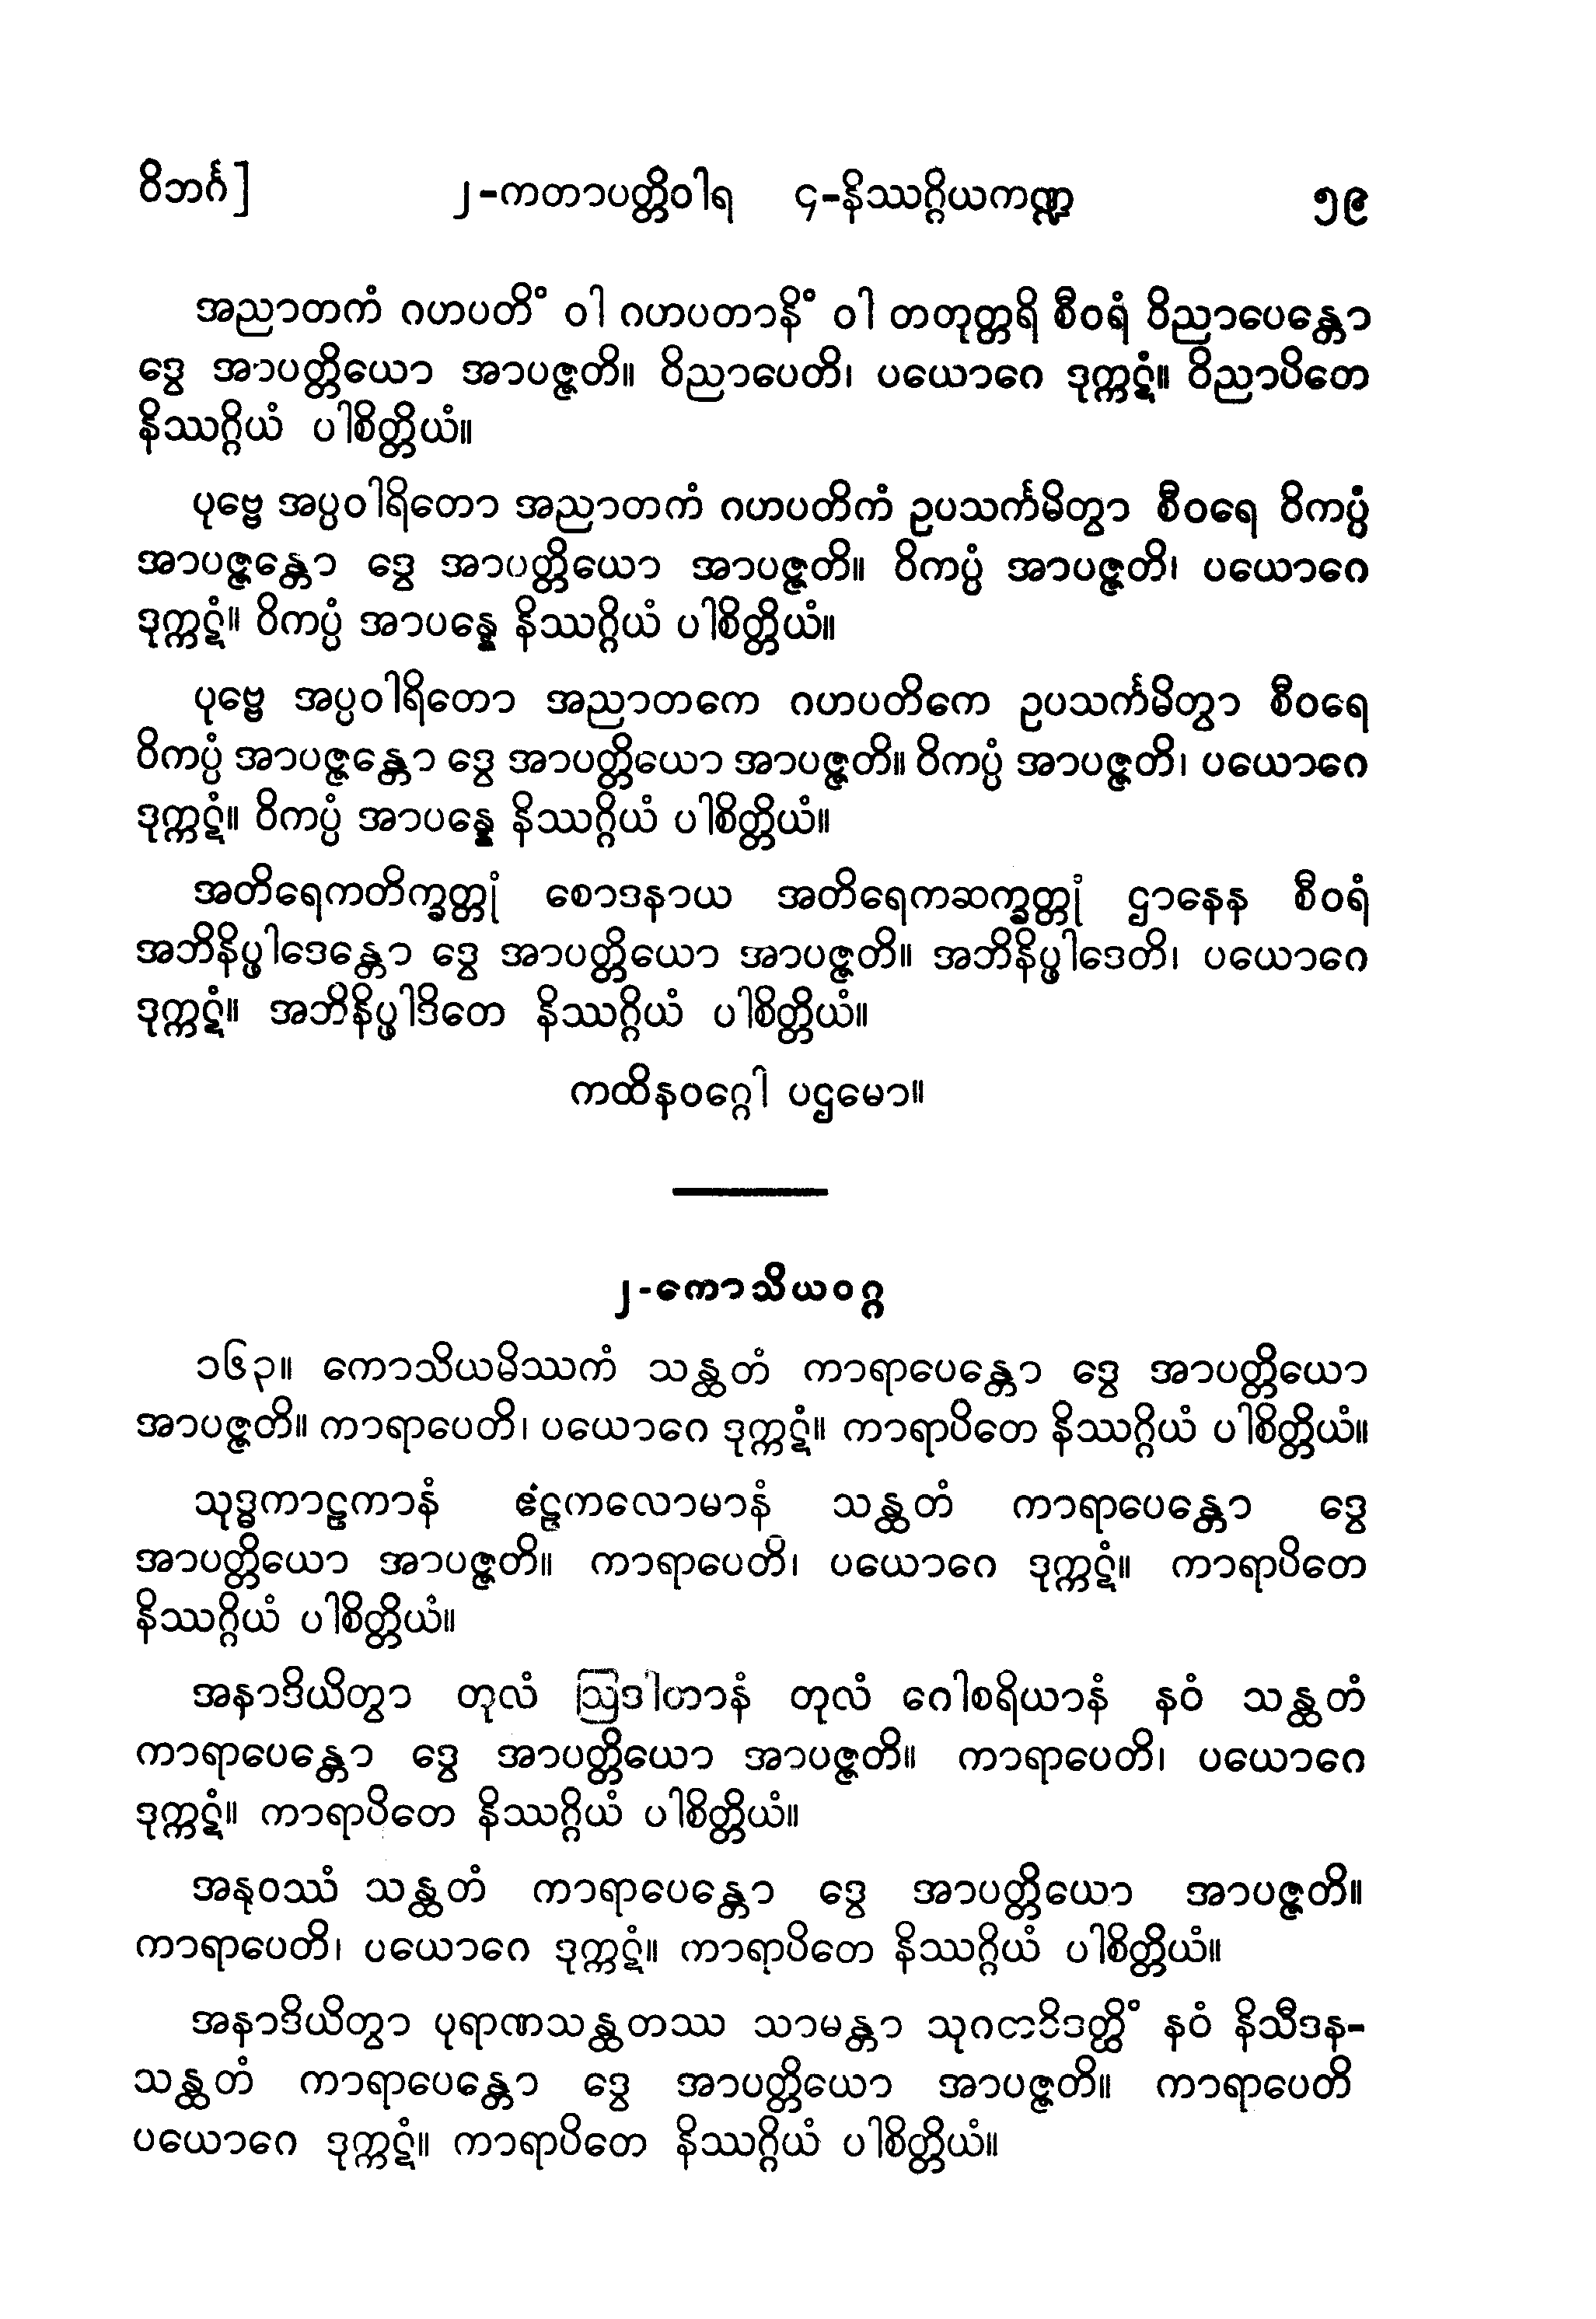 ဝိဘင်္ဂ]	၂-ကတာပတ္တိဝါရ ၄-နိဿဂ္ဂိယကဏ္ဍ	၅၉
အညာတကံ ဂဟပတိံ ဝါ ဂဟပတာနိံ ဝါ တတုတ္တရိ စီဝရံ ဝိညာပေန္တော
ဒွေ အာပတ္တိယော အာပဇ္ဇတိ။ ဝိညာပေတိ၊ ပယောဂေ ဒုက္ကဋံ။ ဝိညာပိတေ
နိဿဂ္ဂိယံ ပါစိတ္တိယံ။
ပုဗ္ဗေ အပ္ပဝါရိတော အညာတကံ ဂဟပတိကံ ဥပသင်္ကမိတွာ စီဝရေ ဝိကပ္ပံ
အာပဇ္ဇန္တော ဒွေ အာပတ္တိယော အာပဇ္ဇတိ။ ဝိကပ္ပံ အာပဇ္ဇတိ၊ ပယောဂေ
ဒုက္ကဋံ။ ဝိကပ္ပံ အာပန္နေ နိဿဂ္ဂိယံ ပါစိတ္တိယံ။
ပုဗ္ဗေ အပ္ပဝါရိတော အညာတကေ ဂဟပတိကေ ဥပသင်္ကမိတွာ စီဝရေ
ဝိကပ္ပံ အာပဇ္ဇန္တော ဒွေ အာပတ္တိယော အာပဇ္ဇတိ။ ဝိကပ္ပံ အာပဇ္ဇတိ၊ ပယောဂေ
ဒုက္ကဋံ။ ဝိကပ္ပံ အာပန္နေ နိဿဂ္ဂိယံ ပါစိတ္တိယံ။
အတိရေကတိက္ခတ္တုံ စောဒနာယ အတိရေကဆက္ခတ္တုံ ဌာနေန စီဝရံ
အဘိနိပ္ဖါဒေန္တော ဒွေ အာပတ္တိယော အာပဇ္ဇတိ။ အဘိနိပ္ဖါဒေတိ၊ ပယောဂေ
ဒုက္ကဋံ။ အဘိနိပ္ဖါဒိတေ နိဿဂ္ဂိယံ ပါစိတ္တိယံ။
ကထိနဝဂ္ဂေါ ပဌမော။
၂-ကောသိယဝဂ္ဂ
၁၆၃။ ကောသိယမိဿကံ သန္ထတံ ကာရာပေန္တော ဒွေ အာပတ္တိယော
အာပဇ္ဇတိ။ ကာရာပေတိ၊ ပယောဂေ ဒုက္ကဋံ။ ကာရာပိတေ နိဿဂ္ဂိယံ ပါစိတ္တိယံ။
သုဒ္ဓကာဠကာနံ ဧဠကလောမာနံ သန္ထတံ ကာရာပေန္တော ဒွေ
အာပတ္တိယော အာပဇ္ဇတိ။ ကာရာပေတိ၊ ပယောဂေ ဒုက္ကဋံ။ ကာရာပိတေ
နိဿဂ္ဂိယံ ပါစိတ္တိယံ။
အနာဒိယိတွာ တုလံ ဩဒါတာနံ တုလံ ဂေါစရိယာနံ နဝံ သန္ထတံ
ကာရာပေန္တော ဒွေ အာပတ္တိယော အာပဇ္ဇတိ။ ကာရာပေတိ၊ ပယောဂေ
ဒုက္ကဋံ။ ကာရာပိတေ နိဿဂ္ဂိယံ ပါစိတ္တိယံ။
အနုဝဿံ သန္ထတံ ကာရာပေန္တော ဒွေ အာပတ္တိယော အာပဇ္ဇတိ။
ကာရာပေတိ၊ ပယောဂေ ဒုက္ကဋံ။ ကာရာပိတေ နိဿဂ္ဂိယံ ပါစိတ္တိယံ။
အနာဒိယိတွာ ပုရာဏသန္ထတဿ သာမန္တာ သုဂတဝိဒတ္ထိံ နဝံ နိသီဒန-
သန္ထတံ ကာရာပေန္တော ဒွေ အာပတ္တိယော အာပဇ္ဇတိ။ ကာရာပေတိ
ပယောဂေ ဒုက္ကဋံ။ ကာရာပိတေ နိဿဂ္ဂိယံ ပါစိတ္တိယံ။